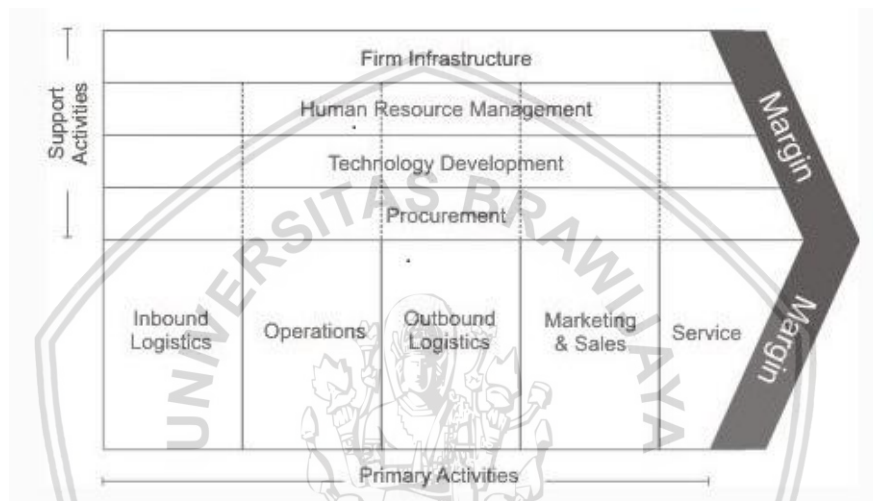 Support
Activities
Firm Infrastructure
Human Resource Management
Technology Development
Procurement
Margin
Inbound
Logistics
Operations
Outbound
Logistics
Marketing
& Sales
Service
Margin
Primary Activities
UNIVERSITAS BRAWIJAYA